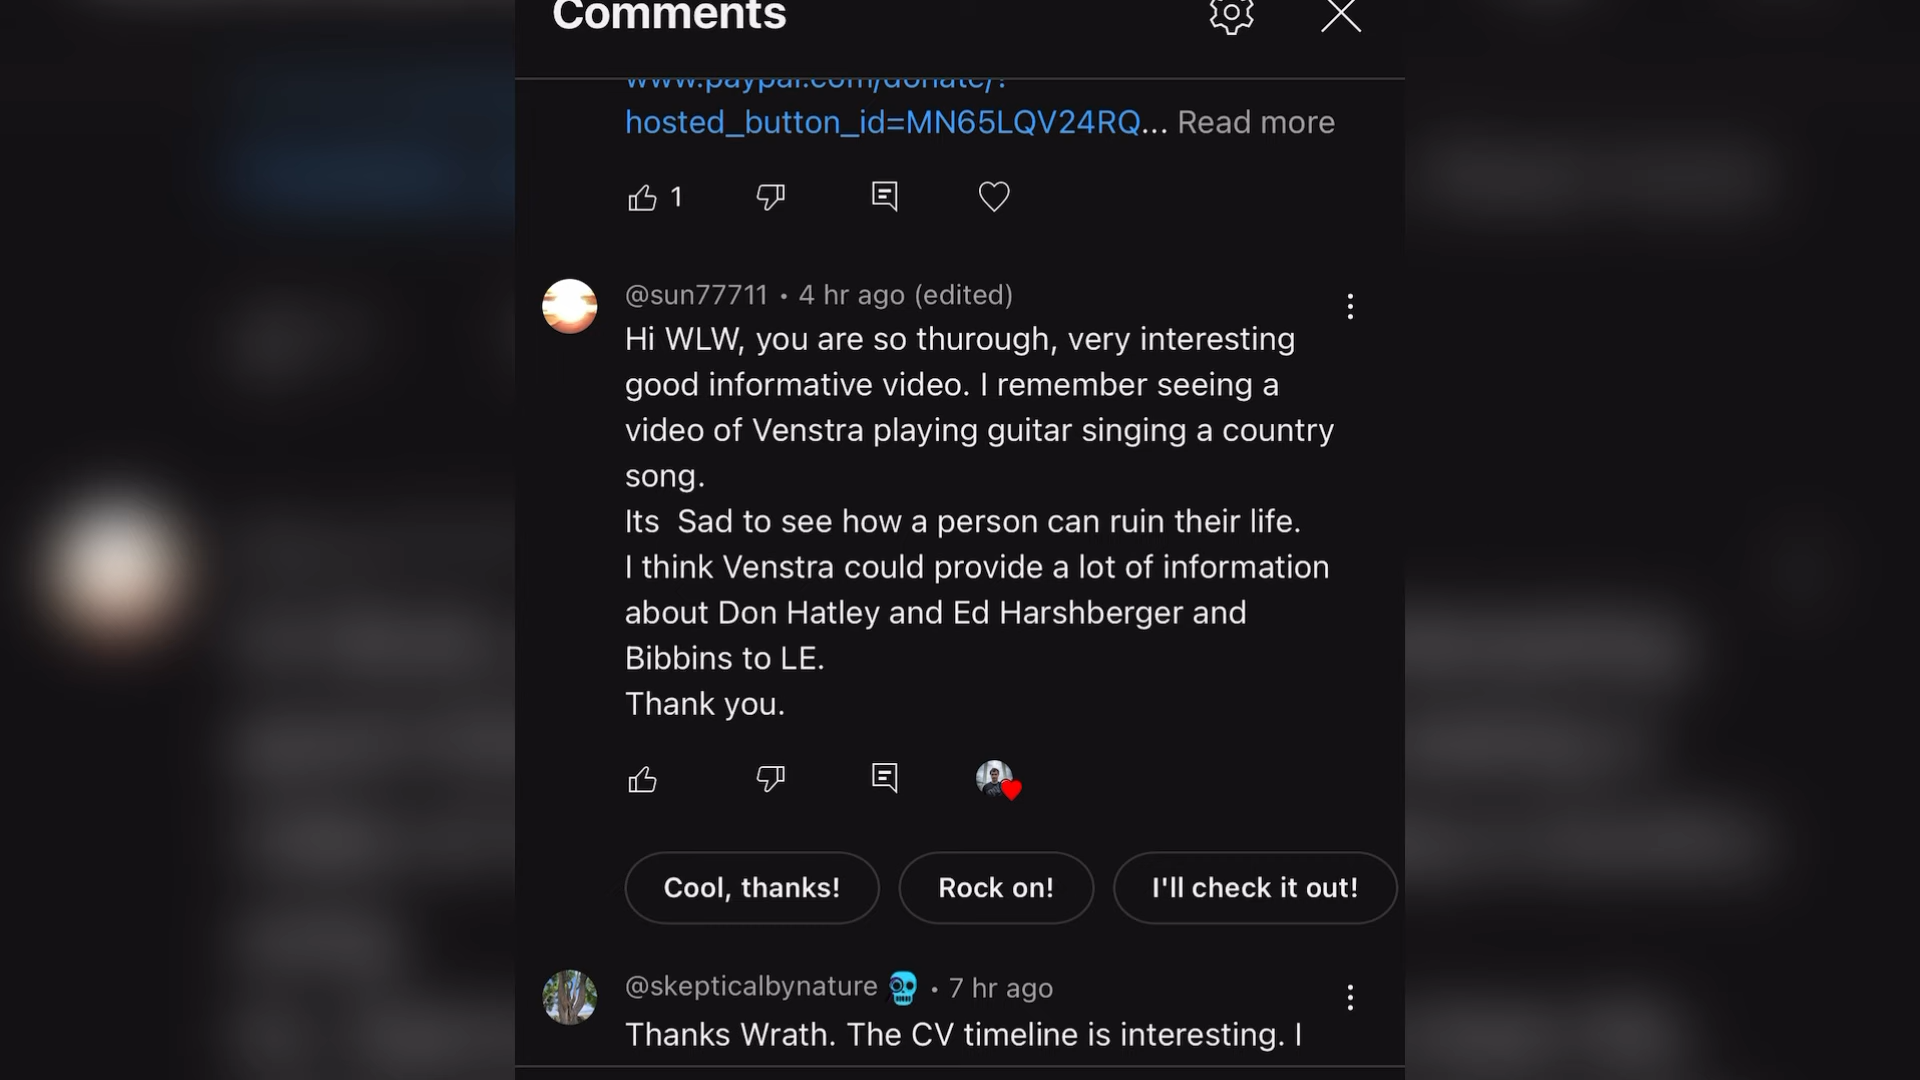 Comments
www.paypal.com/donate/?
hosted_button_id=MN65LQV24RQ... Read more
1
@sun77711 • 4 hr ago (edited)
Hi WLW, you are so thurough, very interesting
good informative video. I remember seeing a
video of Venstra playing guitar singing a country
song.
Its  Sad to see how a person can ruin their life.
I think Venstra could provide a lot of information
about Don Hatley and Ed Harshberger and
Bibbins to LE.
Thank you.
Cool, thanks! Rock on! I'll check it out!
@skepticalbynature • 7 hr ago
Thanks Wrath. The CV timeline is interesting. I